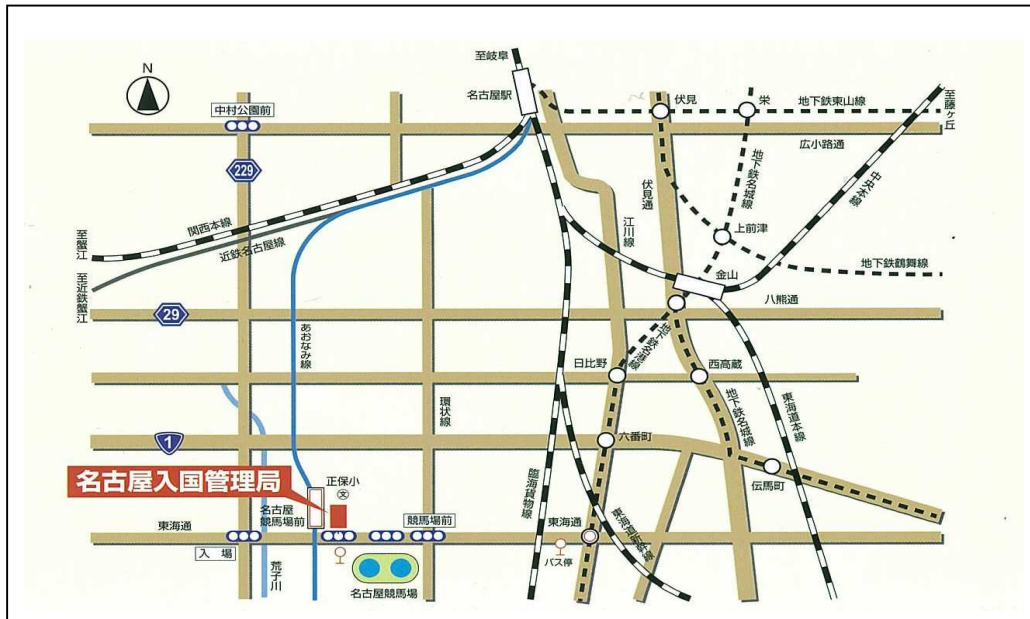 至岐阜
N
名古屋駅
伏見
栄
地下鉄東山線
至藤ヶ丘
中村公園前
広小路通
229
地下鉄名城線
中央本線
伏見通
関西本線
江川線
上前津
至蟹江
近鉄名古屋線
地下鉄鶴舞線
金山
至近鉄蟹江
八熊通
29
あおなみ線
地下鉄名港線
日比野
西高蔵
環状線
地下鉄名城線
東海道本線
1
六番町
名古屋入国管理局
正保小
文
臨海貨物線
伝馬町
名古屋
競馬場前
競馬場前
東海通
東海通
東海道新幹線
入場
バス停
荒子川
名古屋競馬場